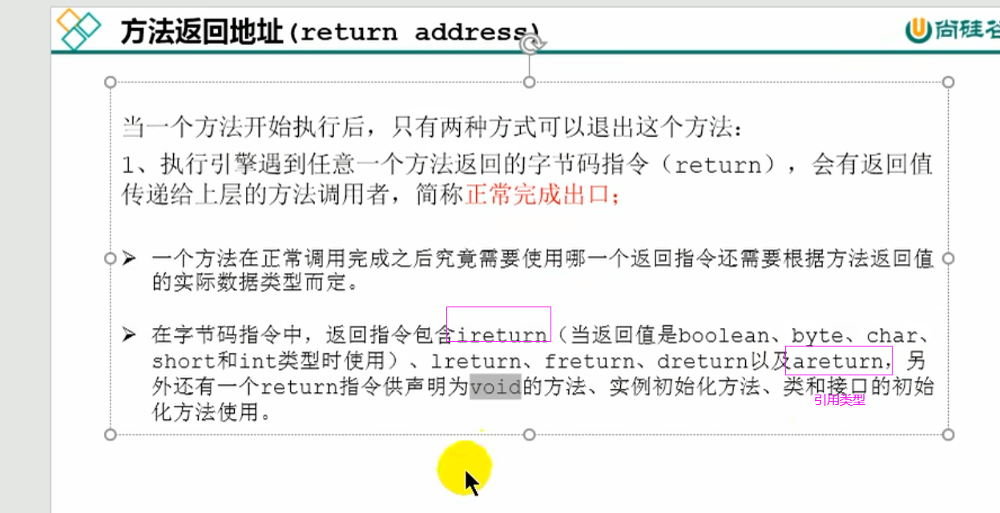 方法返回地址(return address)
尚硅谷
当一个方法开始执行后，只有两种方式可以退出这个方法：
1、执行引擎遇到任意一个方法返回的字节码指令（return），会有返回值
传递给上层的方法调用者，简称正常完成出口；
一个方法在正常调用完成之后究竟需要使用哪一个返回指令还需要根据方法返回值
的实际数据类型而定。
在字节码指令中，返回指令包含ireturn（当返回值是boolean、byte、char、
short和int类型时使用）、lreturn、freturn、dreturn以及areturn，另
外还有一个return指令供声明为void的方法、实例初始化方法、类和接口的初始
引用类型
化方法使用。